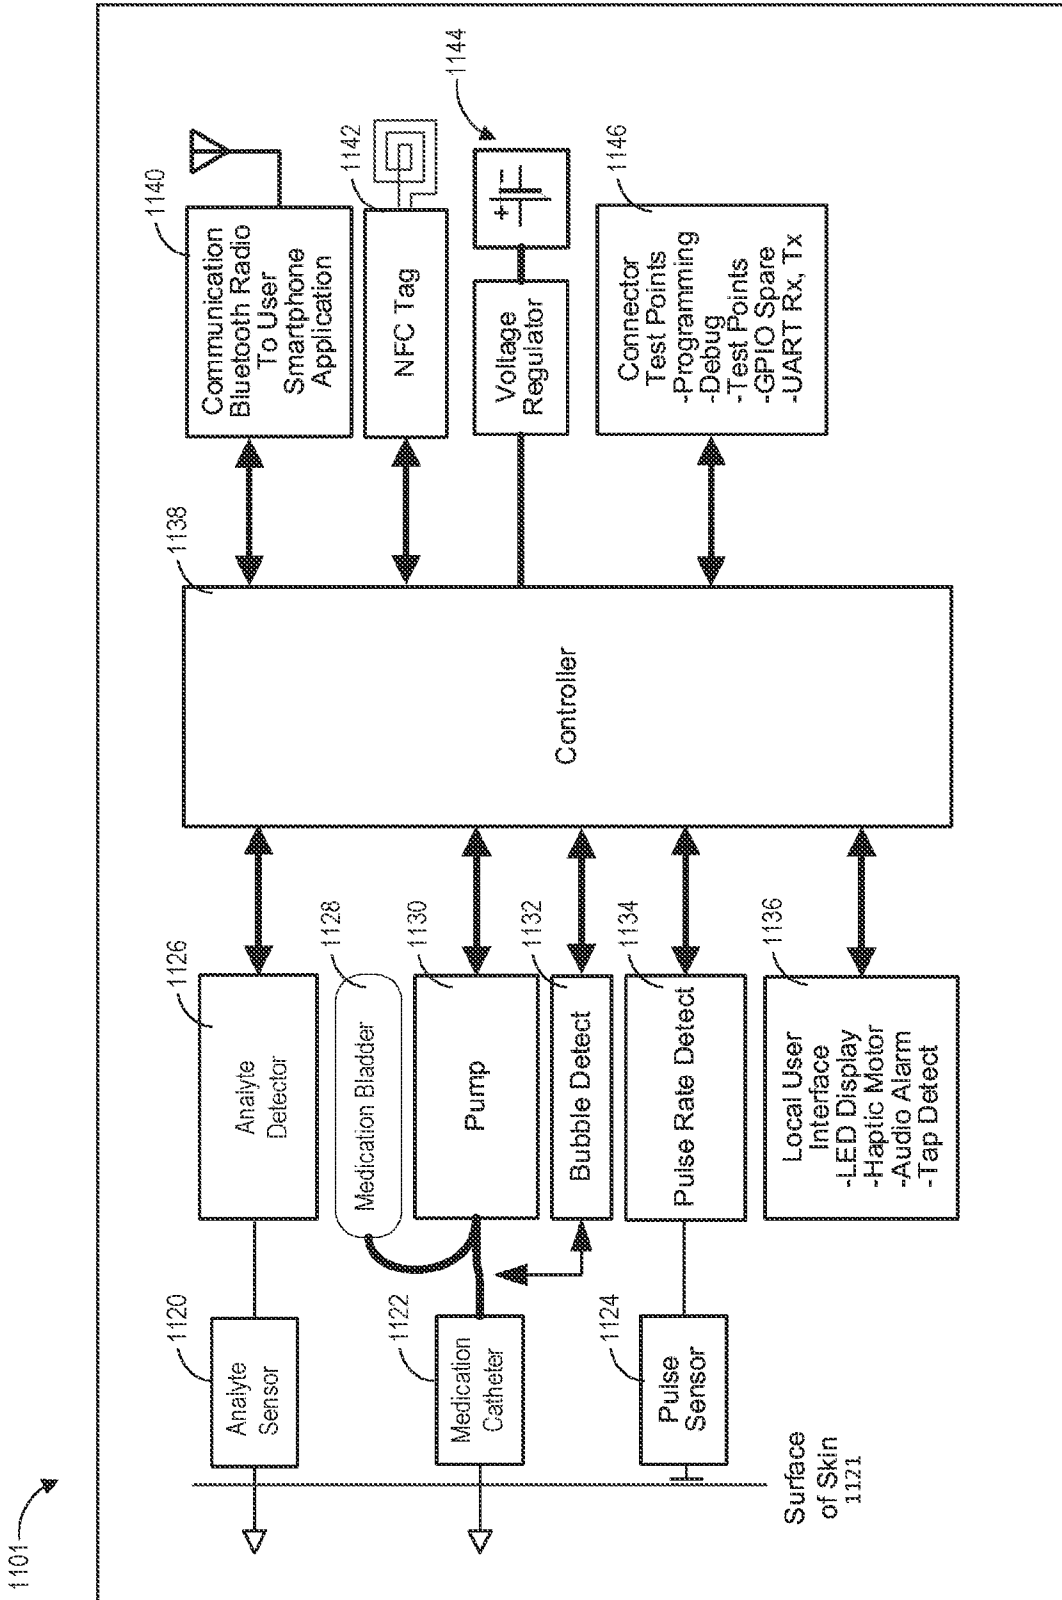 1101
1120
Analyte
Sensor
1126
Analyte
Detector
1128
Medication Bladder
1122
Medication
Catheter
1130
Pump
1132
Bubble Detect
1124
Pulse
Sensor
1134
Pulse Rate Detect
Surface
of Skin
1121
1136
Local User
Interface
-LED Display
-Haptic Motor
-Audio Alarm
-Tap Detect
1138
Controller
1140
Communication
Bluetooth Radio
To User
Smartphone
Application
1142
NFC Tag
1144
+ -
Voltage
Regulator
1146
Connector
Test Points
-Programming
-Debug
-Test Points
-GPIO Spare
-UART Rx, Tx